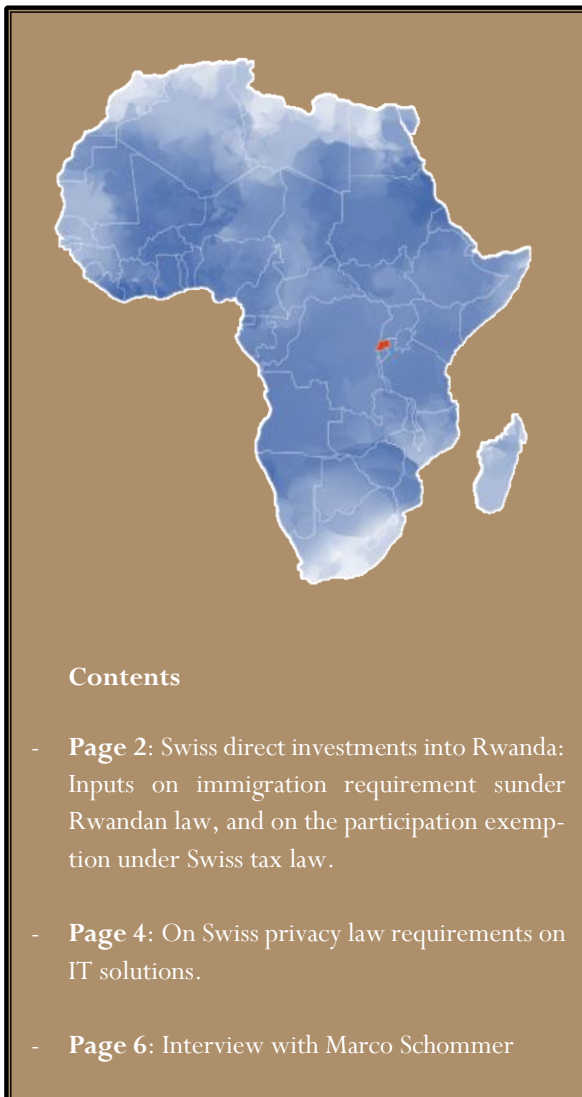 Contents
- Page 2: Swiss direct investments into Rwanda:
Inputs on immigration requirement sunder
Rwandan law, and on the participation exemp-
tion under Swiss tax law.
- Page 4: On Swiss privacy law requirements on
IT solutions.
- Page 6: Interview with Marco Schommer